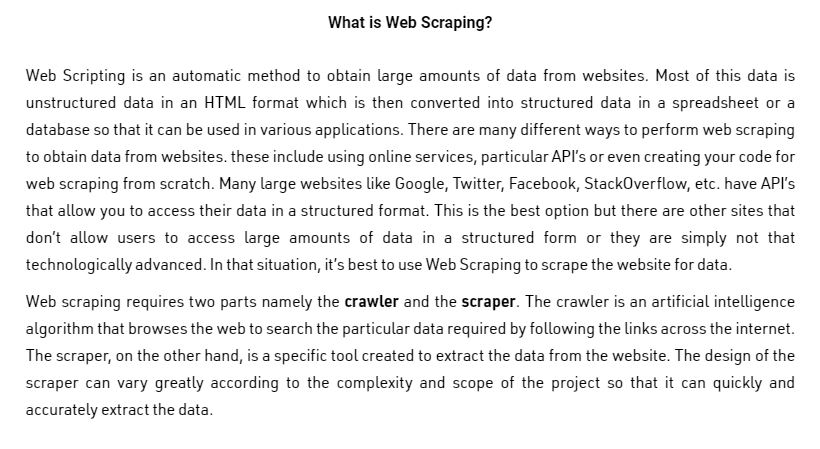 What is Web Scraping?
Web Scripting is an automatic method to obtain large amounts of data from websites. Most of this data is
unstructured data in an HTML format which is then converted into structured data in a spreadsheet or a
database so that it can be used in various applications. There are many different ways to perform web scraping
to obtain data from websites. these include using online services, particular API’s or even creating your code for
web scraping from scratch. Many large websites like Google, Twitter, Facebook, StackOverflow, etc. have API’s
that allow you to access their data in a structured format. This is the best option but there are other sites that
don’t allow users to access large amounts of data in a structured form or they are simply not that
technologically advanced. In that situation, it’s best to use Web Scraping to scrape the website for data.
Web scraping requires two parts namely the crawler and the scraper. The crawler is an artificial intelligence
algorithm that browses the web to search the particular data required by following the links across the internet.
The scraper, on the other hand, is a specific tool created to extract the data from the website. The design of the
scraper can vary greatly according to the complexity and scope of the project so that it can quickly and
accurately extract the data.